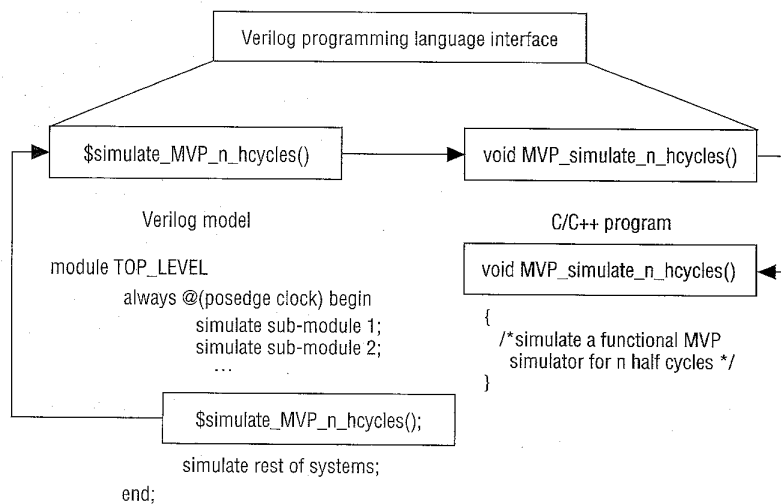 Verilog programming language interface
$simulate_MVP_n_hcycles()
void MVP_simulate_n_hcycles()
Verilog model
module TOP_LEVEL
always @(posedge clock) begin
simulate sub-module 1;
simulate sub-module 2;
...
$simulate_MVP_n_hcycles();
simulate rest of systems;
end;
C/C++ program
void MVP_simulate_n_hcycles()
{
/*simulate a functional MVP
simulator for n half cycles */
}